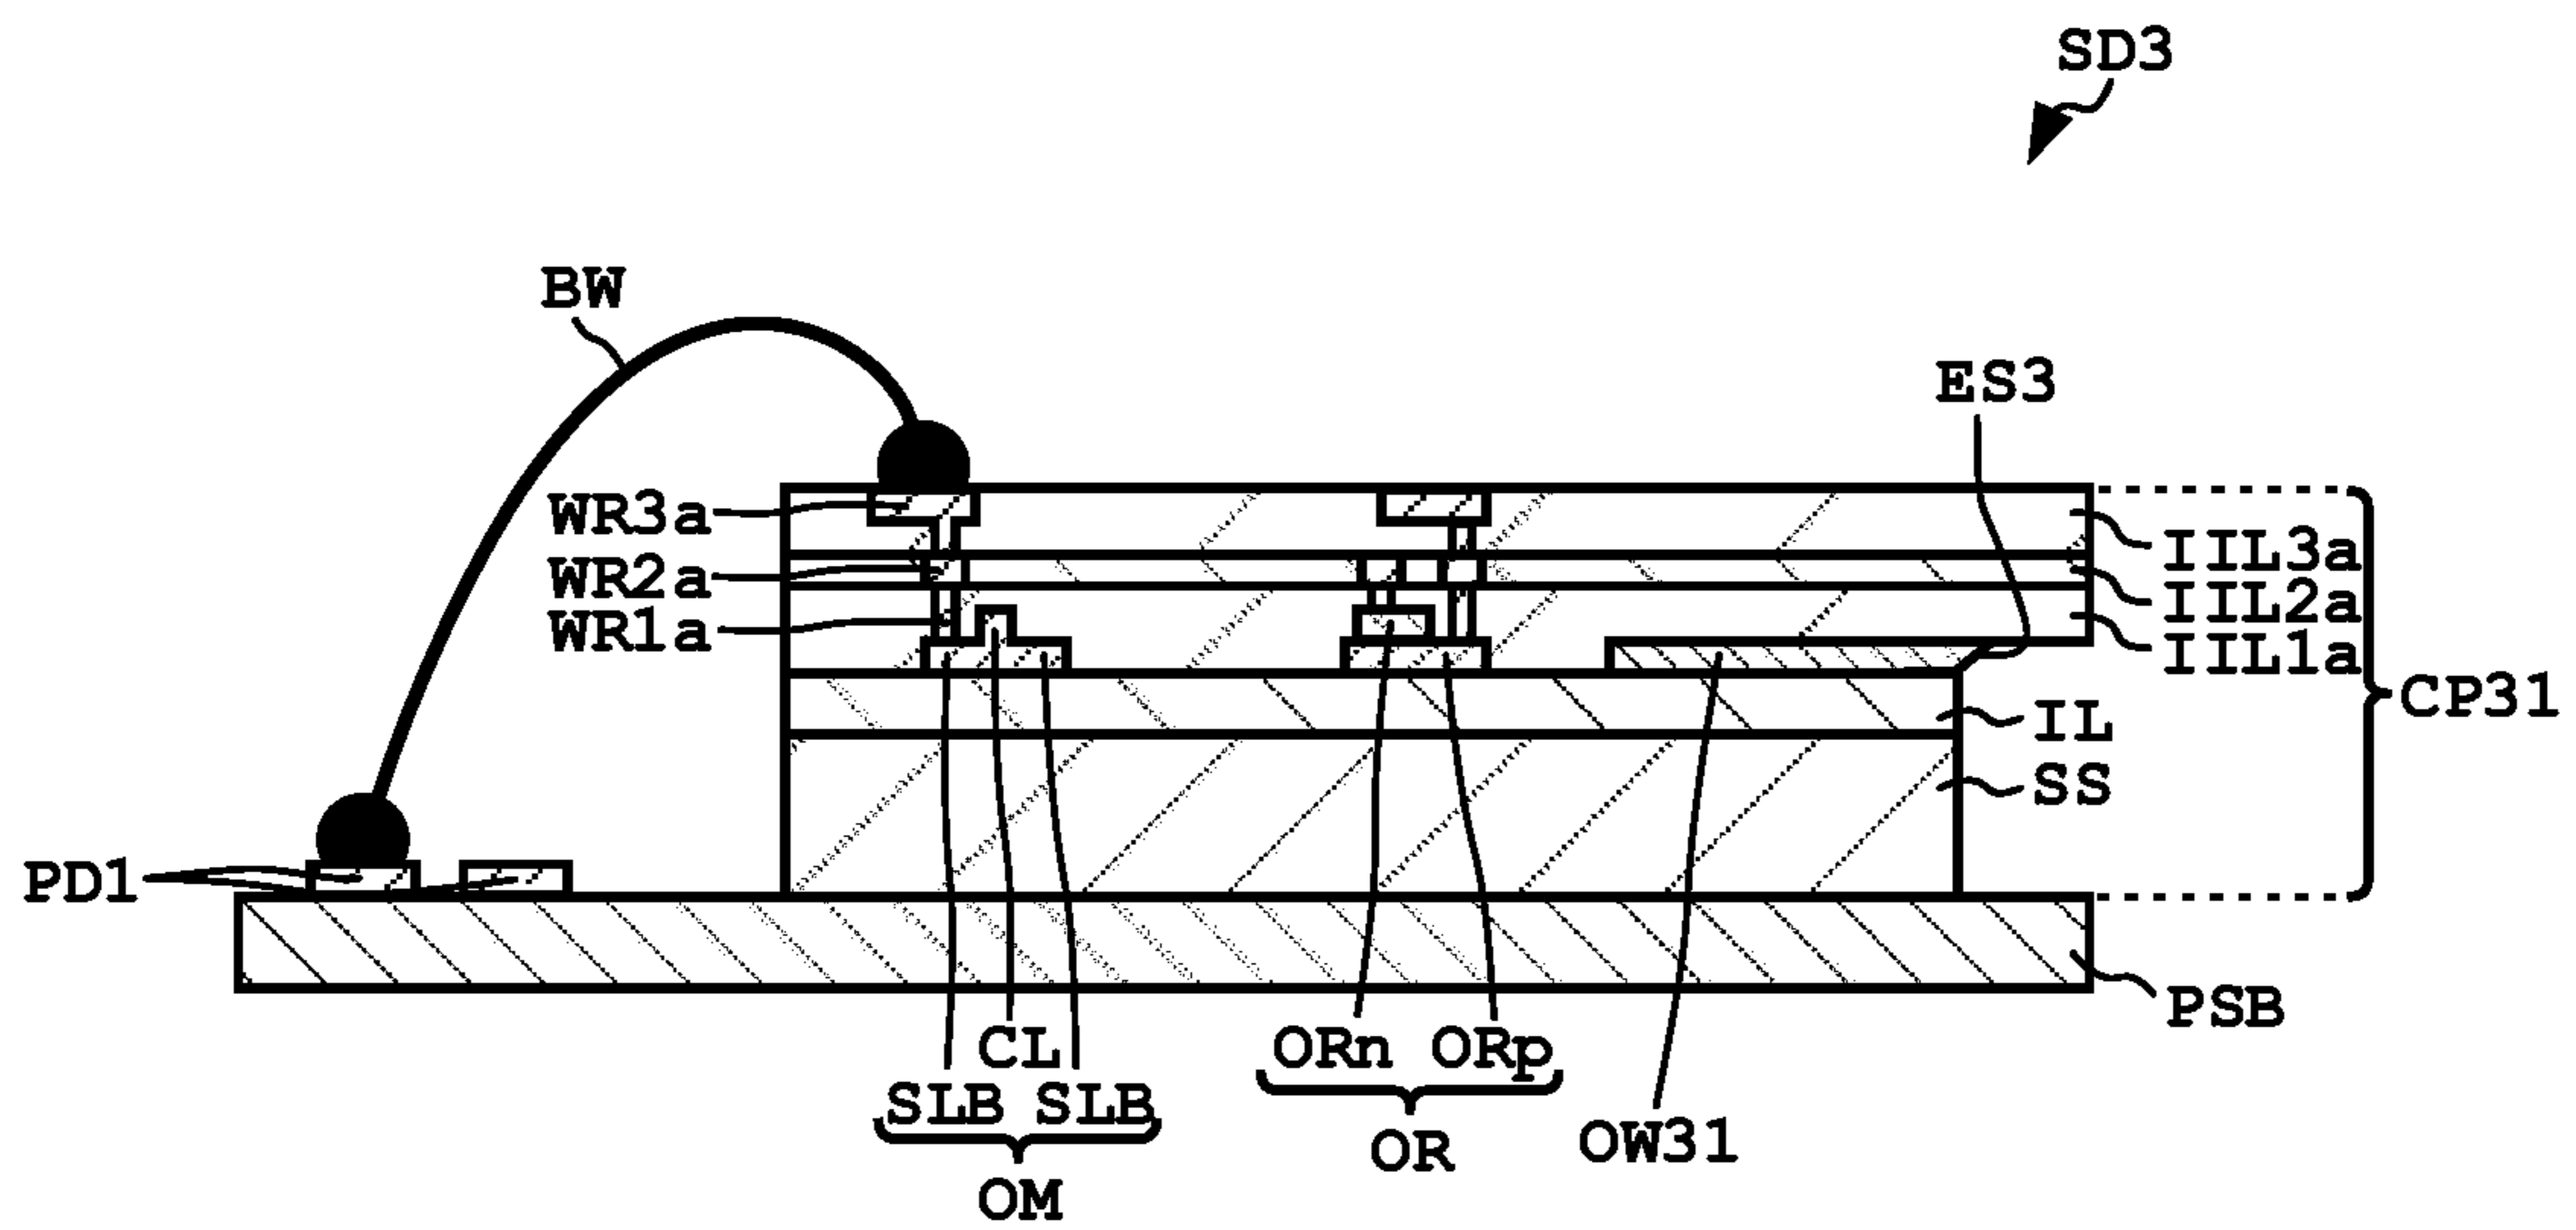 SD3
BW
ES3
WR3a
IIL3a
WR2a
IIL2a
WR1a
IIL1a
CP31
IL
SS
PD1
PSB
CL
ORn ORp
SLB SLB
OW31
OR
OM